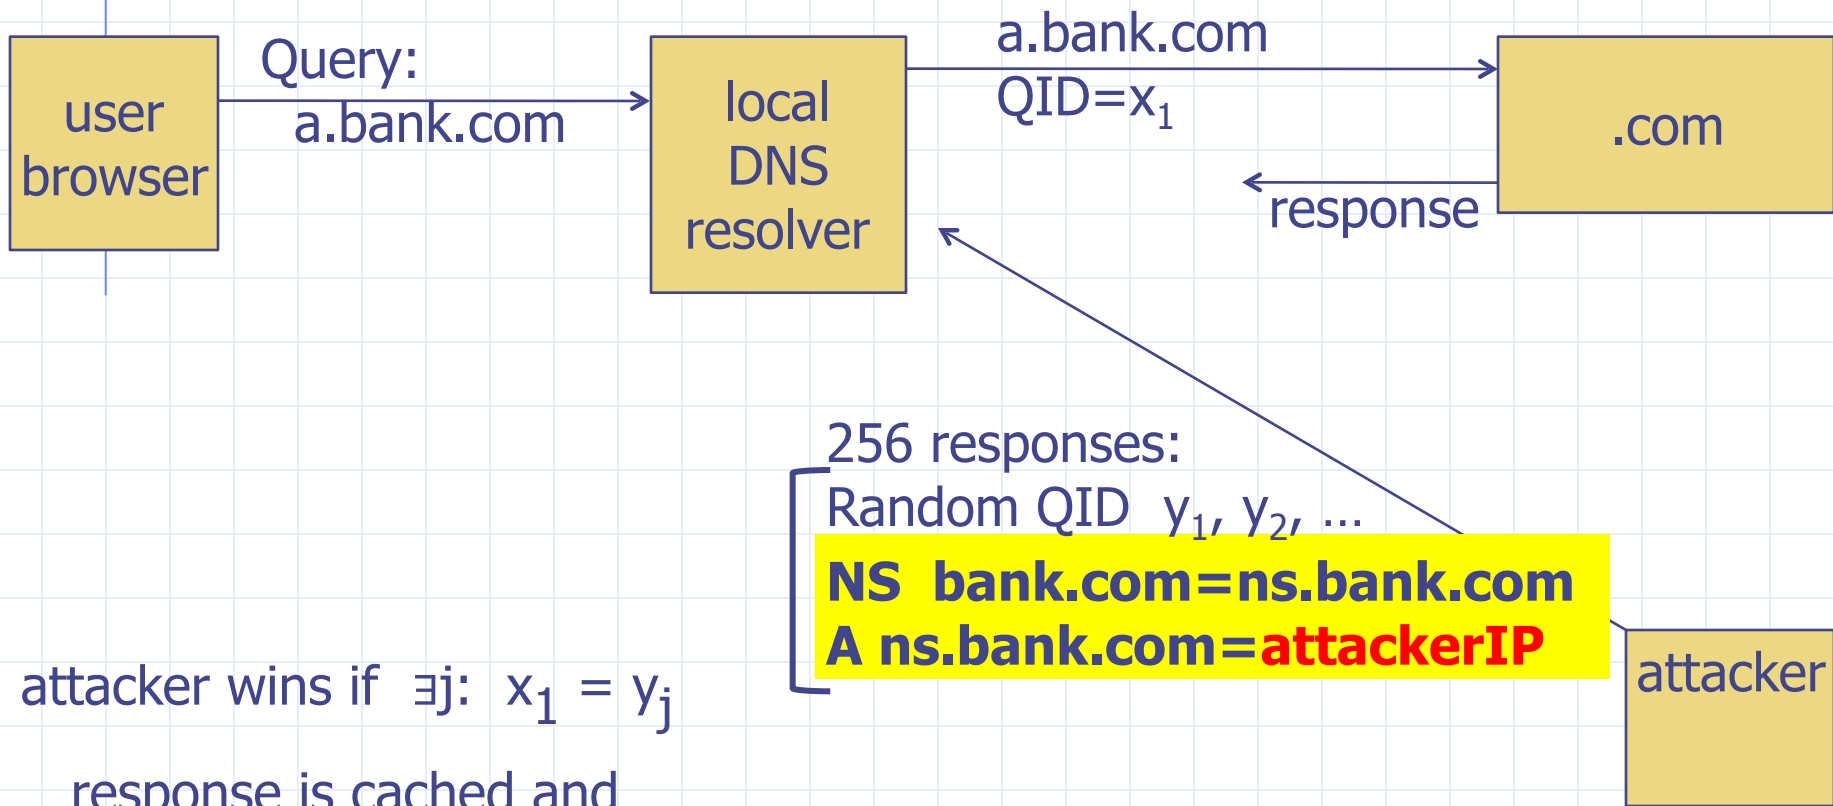 user
browser
Query:
a.bank.com
local
DNS
resolver
a.bank.com
QID=x₁
.com
response
256 responses:
Random QID y₁, y₂, …
NS bank.com=ns.bank.com
A ns.bank.com=attackerIP
attacker
attacker wins if ∃j: x₁ = yⱼ
response is cached and